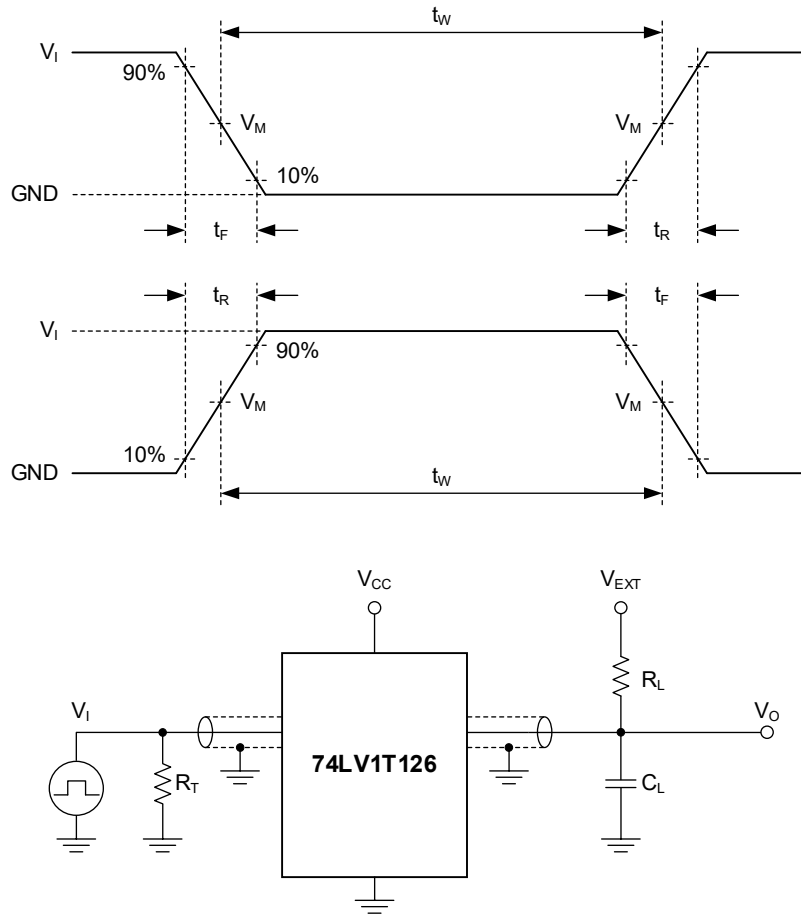 t_W
V_I
90%
V_M V_M
10%
GND
t_F t_R
t_R t_F
V_I
90%
V_M V_M
10%
GND
t_W
V_CC V_EXT
R_L
V_I V_O
74LV1T126
R_T C_L